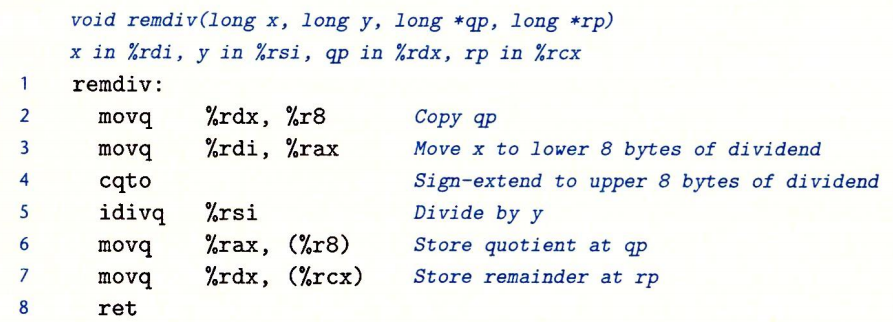 void remdiv(long x, long y, long *qp, long *rp)
x in %rdi, y in %rsi, qp in %rdx, rp in %rcx
1 remdiv:
2 movq %rdx, %r8 Copy qp
3 movq %rdi, %rax Move x to lower 8 bytes of dividend
4 cqto Sign-extend to upper 8 bytes of dividend
5 idivq %rsi Divide by y
6 movq %rax, (%r8) Store quotient at qp
7 movq %rdx, (%rcx) Store remainder at rp
8 ret